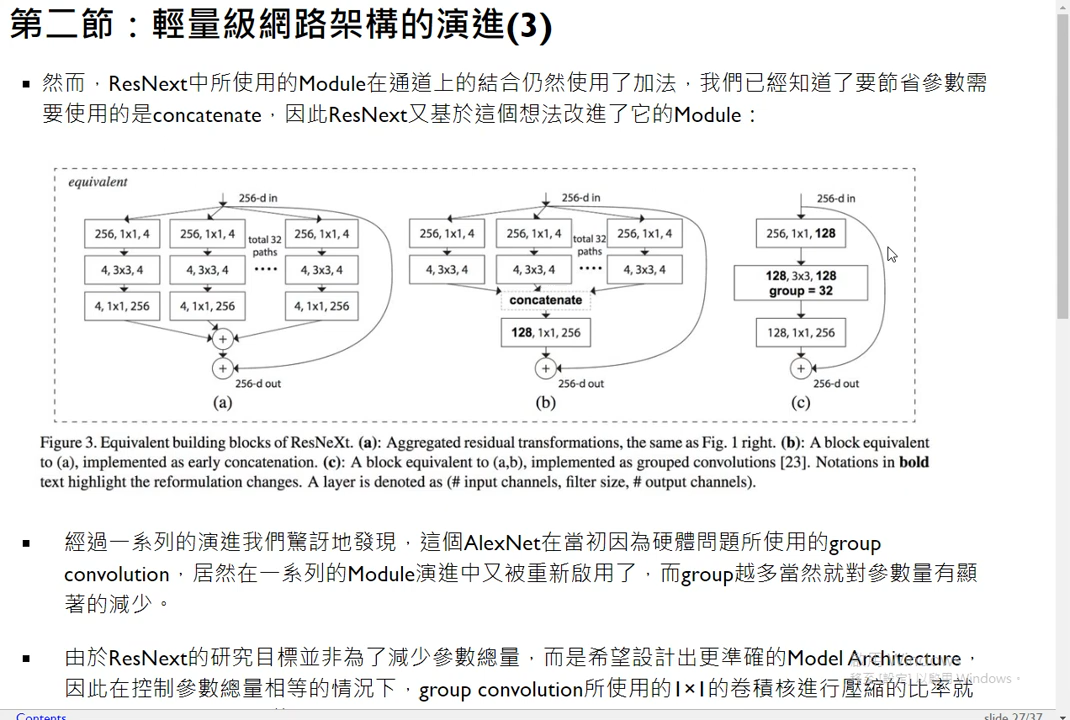 第二節：輕量級網路架構的演進(3)
▪ 然而，ResNext中所使用的Module在通道上的結合仍然使用了加法，我們已經知道了要節省參數需
要使用的是concatenate，因此ResNext又基於這個想法改進了它的Module：
equivalent
256-d in
256, 1x1, 4
256, 1x1, 4
256, 1x1, 4
total 32
paths
4, 3x3, 4
4, 3x3, 4
....
4, 3x3, 4
4, 1x1, 256
4, 1x1, 256
4, 1x1, 256
+
+
256-d out
(a)
256-d in
256, 1x1, 4
256, 1x1, 4
256, 1x1, 4
total 32
paths
4, 3x3, 4
4, 3x3, 4
....
4, 3x3, 4
concatenate
128, 1x1, 256
+
256-d out
(b)
256-d in
256, 1x1, 128
128, 3x3, 128
group = 32
128, 1x1, 256
+
256-d out
(c)
Figure 3. Equivalent building blocks of ResNeXt. (a): Aggregated residual transformations, the same as Fig. 1 right. (b): A block equivalent
to (a), implemented as early concatenation. (c): A block equivalent to (a,b), implemented as grouped convolutions [23]. Notations in bold
text highlight the reformulation changes. A layer is denoted as (# input channels, filter size, # output channels).
▪ 經過一系列的演進我們驚訝地發現，這個AlexNet在當初因為硬體問題所使用的group
convolution，居然在一系列的Module演進中又被重新啟用了，而group越多當然就對參數量有顯
著的減少。
▪ 由於ResNext的研究目標並非為了減少參數總量，而是希望設計出更準確的Model Architecture，
因此在控制參數總量相等的情況下，group convolution所使用的1×1的卷積核進行壓縮的比率就
啟用 Windows
移至 [設定] 以啟用 Windows。
Contents
slide 27/37